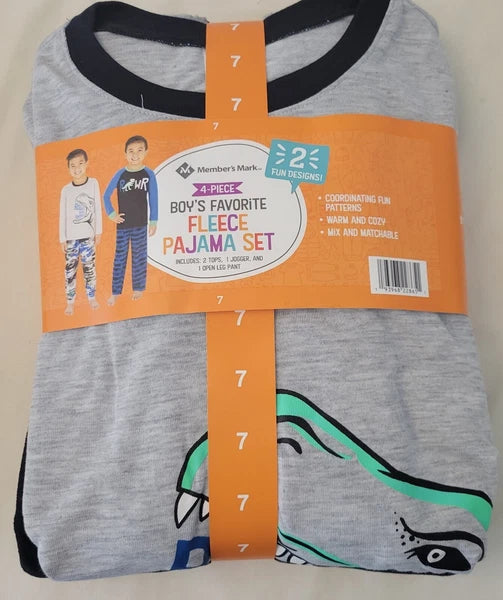 7
7
7
Member's Mark™
4-PIECE
BOY'S FAVORITE
FLEECE
PAJAMA SET
INCLUDES: 2 TOPS, 1 JOGGER, AND
1 OPEN LEG PANT
2
FUN DESIGNS!
• COORDINATING FUN
PATTERNS
• WARM AND COZY
• MIX AND MATCHABLE
7
7
7
7
7